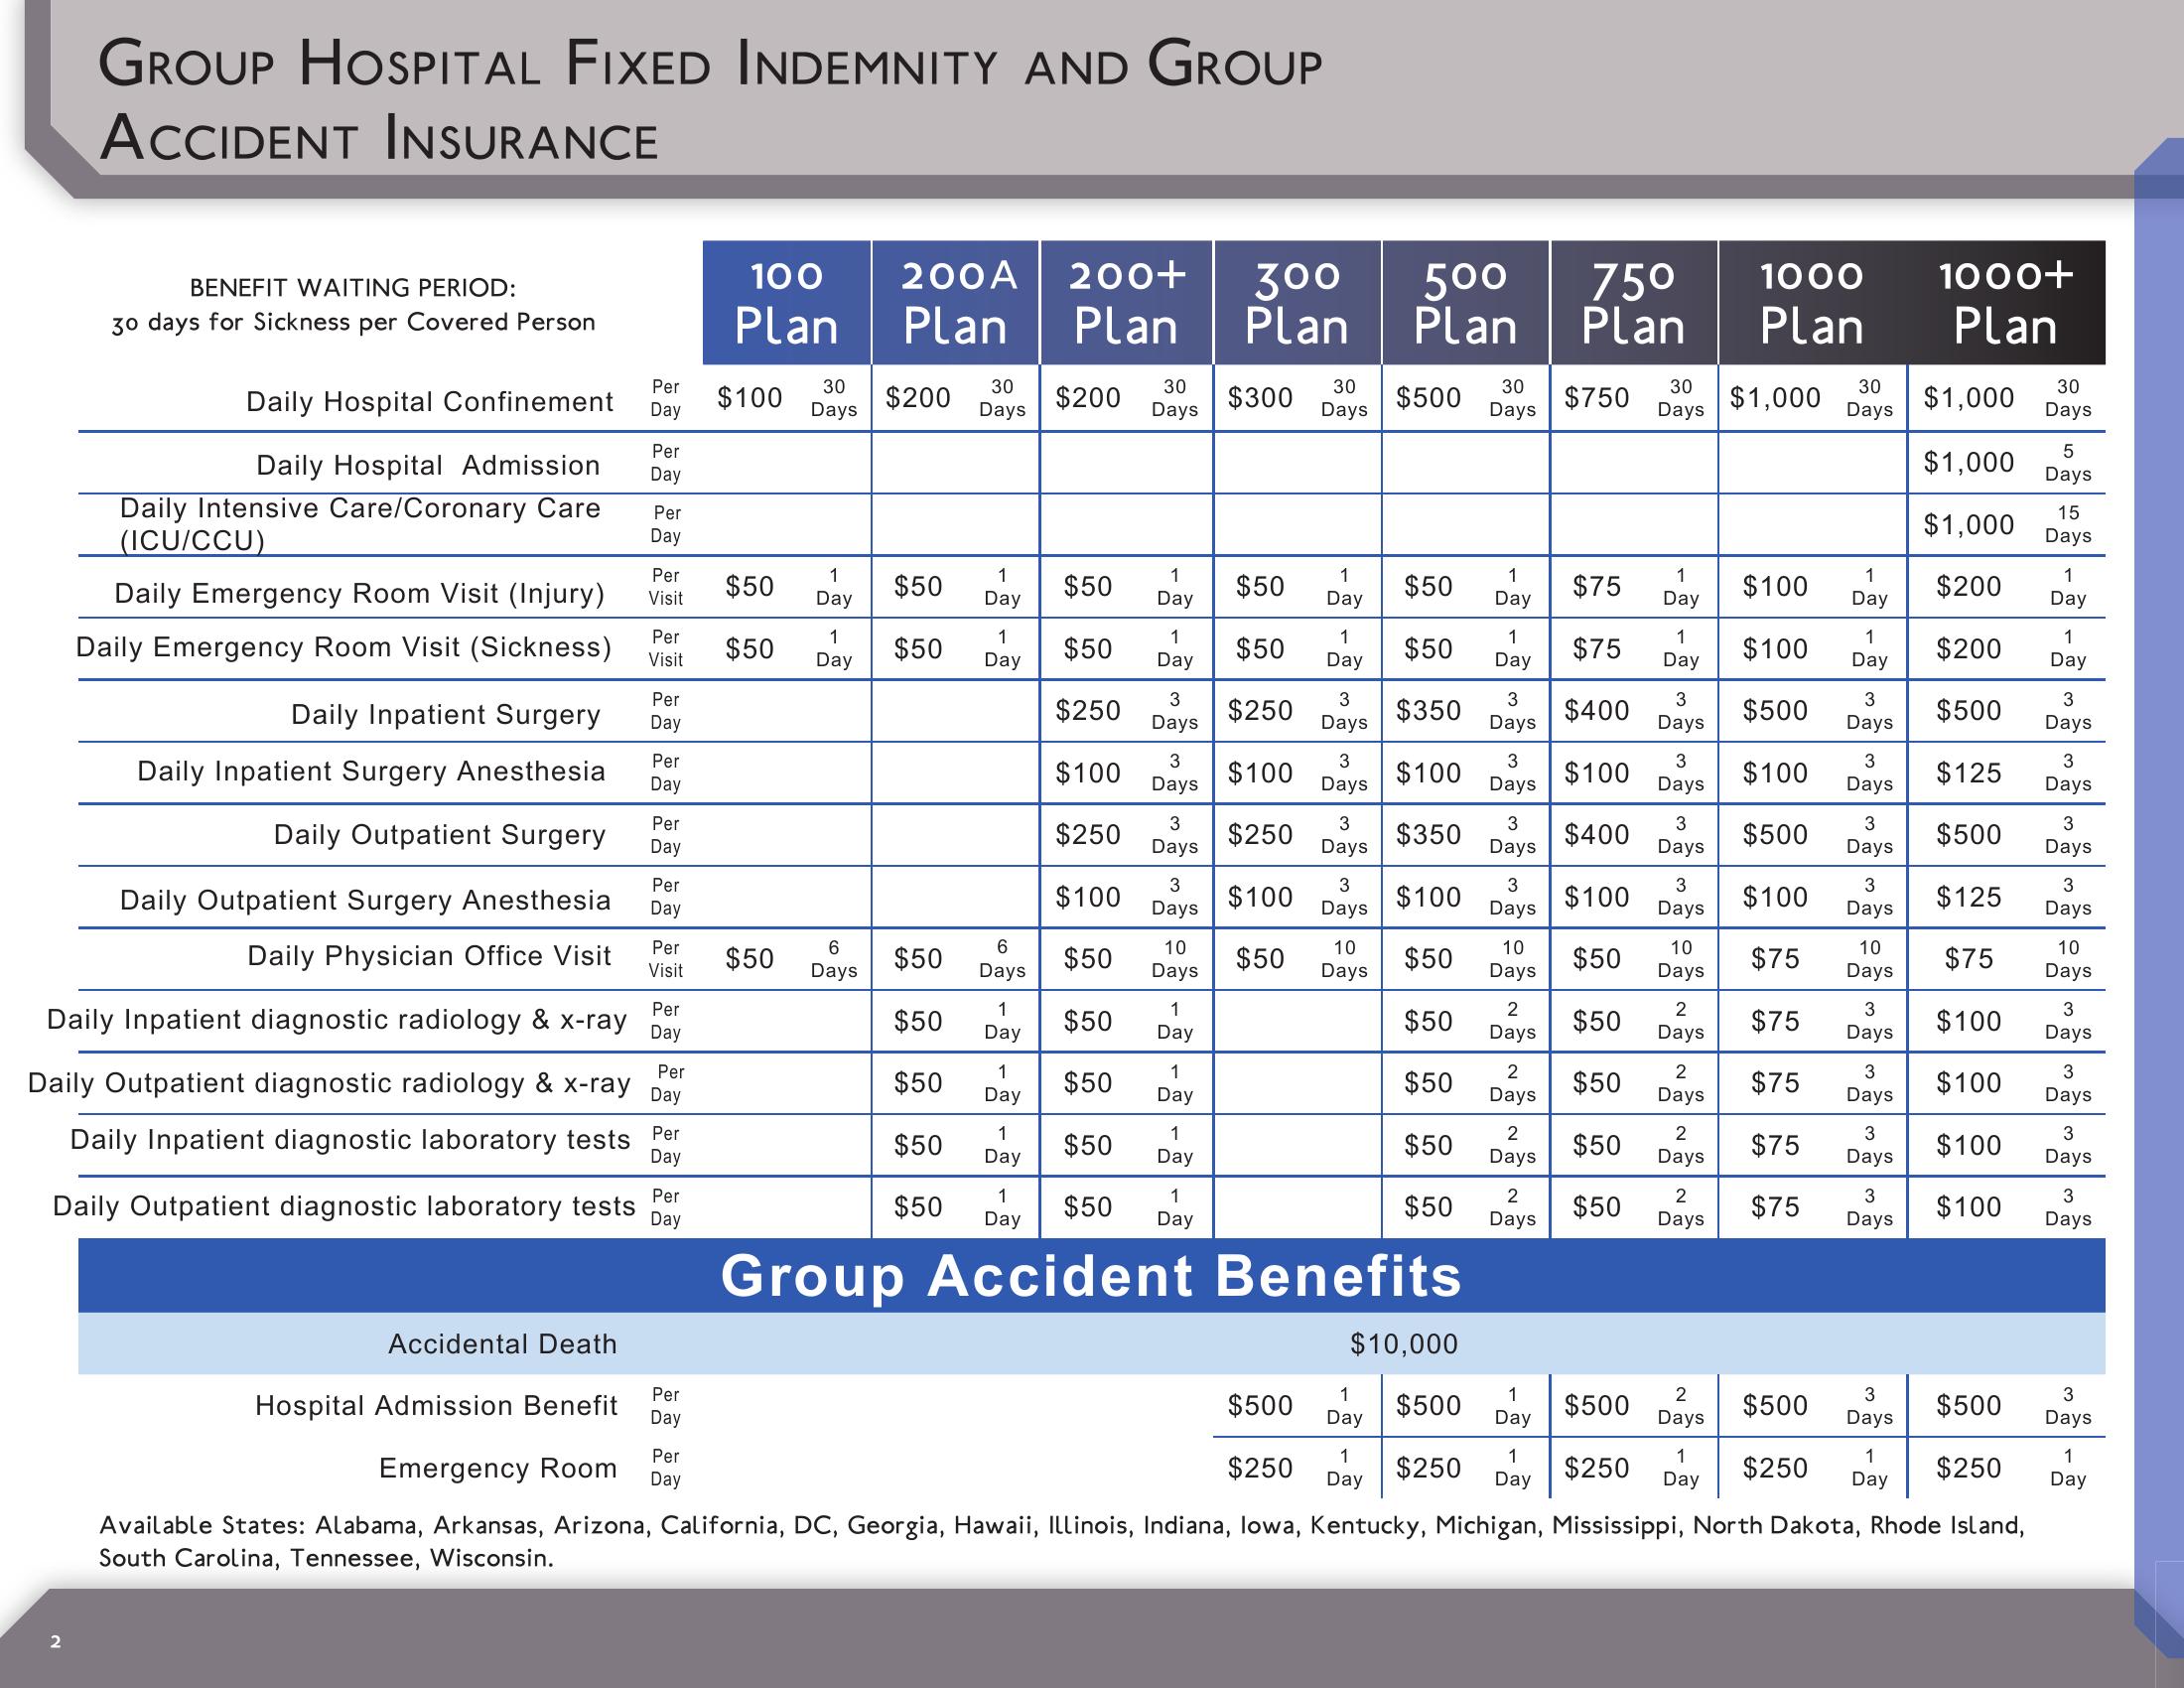 Group Hospital Fixed Indemnity and Group
Accident Insurance
BENEFIT WAITING PERIOD:
30 days for Sickness per Covered Person
100 Plan 200A Plan 200+ Plan 300 Plan 500 Plan 750 Plan 1000 Plan 1000+ Plan
Daily Hospital Confinement Per Day $100 30 Days $200 30 Days $200 30 Days $300 30 Days $500 30 Days $750 30 Days $1,000 30 Days $1,000 30 Days
Daily Hospital Admission Per Day $1,000 5 Days
Daily Intensive Care/Coronary Care (ICU/CCU) Per Day $1,000 15 Days
Daily Emergency Room Visit (Injury) Per Visit $50 1 Day $50 1 Day $50 1 Day $50 1 Day $50 1 Day $75 1 Day $100 1 Day $200 1 Day
Daily Emergency Room Visit (Sickness) Per Visit $50 1 Day $50 1 Day $50 1 Day $50 1 Day $50 1 Day $75 1 Day $100 1 Day $200 1 Day
Daily Inpatient Surgery Per Day $250 3 Days $250 3 Days $350 3 Days $400 3 Days $500 3 Days $500 3 Days
Daily Inpatient Surgery Anesthesia Per Day $100 3 Days $100 3 Days $100 3 Days $100 3 Days $100 3 Days $125 3 Days
Daily Outpatient Surgery Per Day $250 3 Days $250 3 Days $350 3 Days $400 3 Days $500 3 Days $500 3 Days
Daily Outpatient Surgery Anesthesia Per Day $100 3 Days $100 3 Days $100 3 Days $100 3 Days $100 3 Days $125 3 Days
Daily Physician Office Visit Per Visit $50 6 Days $50 6 Days $50 10 Days $50 10 Days $50 10 Days $50 10 Days $75 10 Days $75 10 Days
Daily Inpatient diagnostic radiology & x-ray Per Day $50 1 Day $50 1 Day $50 2 Days $50 2 Days $75 3 Days $100 3 Days
Daily Outpatient diagnostic radiology & x-ray Per Day $50 1 Day $50 1 Day $50 2 Days $50 2 Days $75 3 Days $100 3 Days
Daily Inpatient diagnostic laboratory tests Per Day $50 1 Day $50 1 Day $50 2 Days $50 2 Days $75 3 Days $100 3 Days
Daily Outpatient diagnostic laboratory tests Per Day $50 1 Day $50 1 Day $50 2 Days $50 2 Days $75 3 Days $100 3 Days
Group Accident Benefits
Accidental Death $10,000
Hospital Admission Benefit Per Day $500 1 Day $500 1 Day $500 2 Days $500 3 Days $500 3 Days
Emergency Room Per Day $250 1 Day $250 1 Day $250 1 Day $250 1 Day $250 1 Day
Available States: Alabama, Arkansas, Arizona, California, DC, Georgia, Hawaii, Illinois, Indiana, Iowa, Kentucky, Michigan, Mississippi, North Dakota, Rhode Island,
South Carolina, Tennessee, Wisconsin.
2